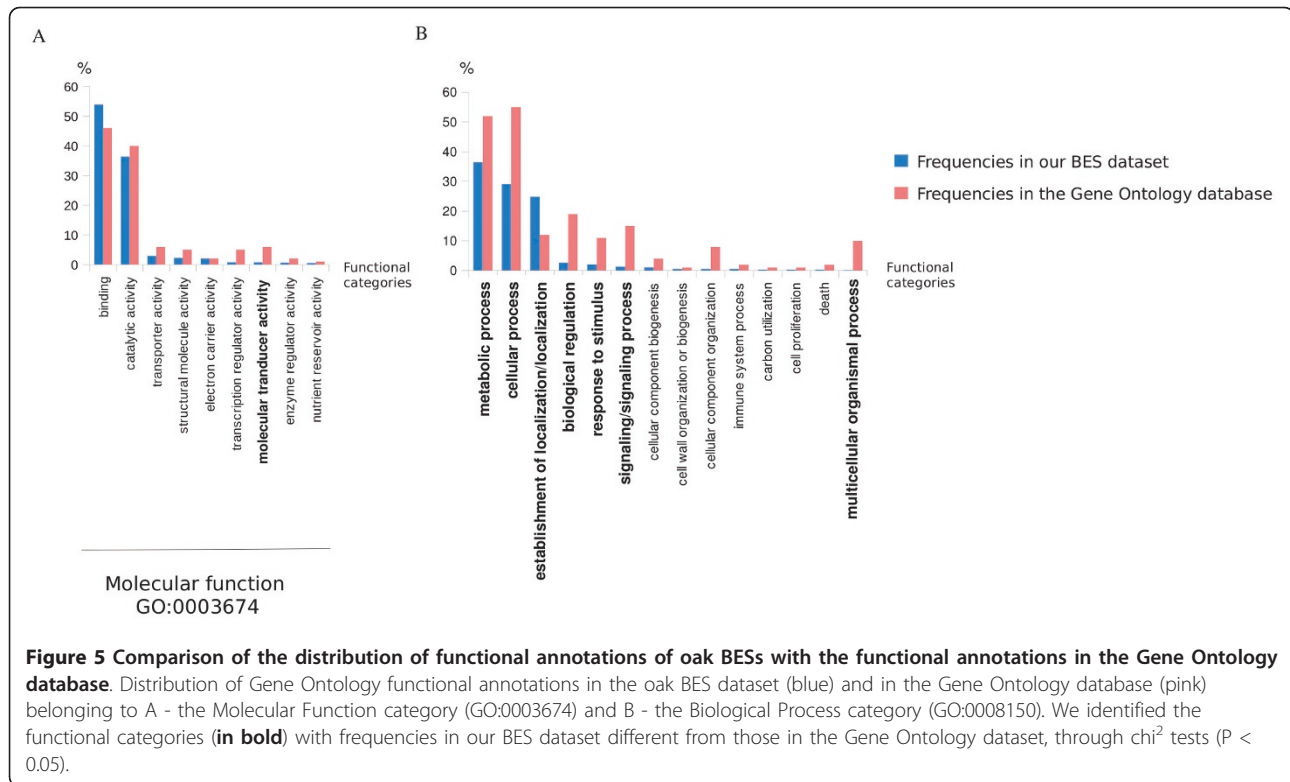 A
%
60
50
40
30
20
10
0
binding
catalytic activity
transporter activity
structural molecule activity
electron carrier activity
transcription regulator activity
molecular tranducer activity
enzyme regulator activity
nutrient reservoir activity
Functional
categories
Molecular function
GO:0003674
B
%
60
50
40
30
20
10
0
metabolic process
cellular process
establishment of localization/localization
biological regulation
response to stimulus
signaling/signaling process
cellular component biogenesis
cell wall organization or biogenesis
cellular component organization
immune system process
carbon utilization
cell proliferation
death
multicellular organismal process
Functional
categories
Frequencies in our BES dataset
Frequencies in the Gene Ontology database
Figure 5 Comparison of the distribution of functional annotations of oak BESs with the functional annotations in the Gene Ontology
database. Distribution of Gene Ontology functional annotations in the oak BES dataset (blue) and in the Gene Ontology database (pink)
belonging to A - the Molecular Function category (GO:0003674) and B - the Biological Process category (GO:0008150). We identified the
functional categories (in bold) with frequencies in our BES dataset different from those in the Gene Ontology dataset, through chi² tests (P <
0.05).